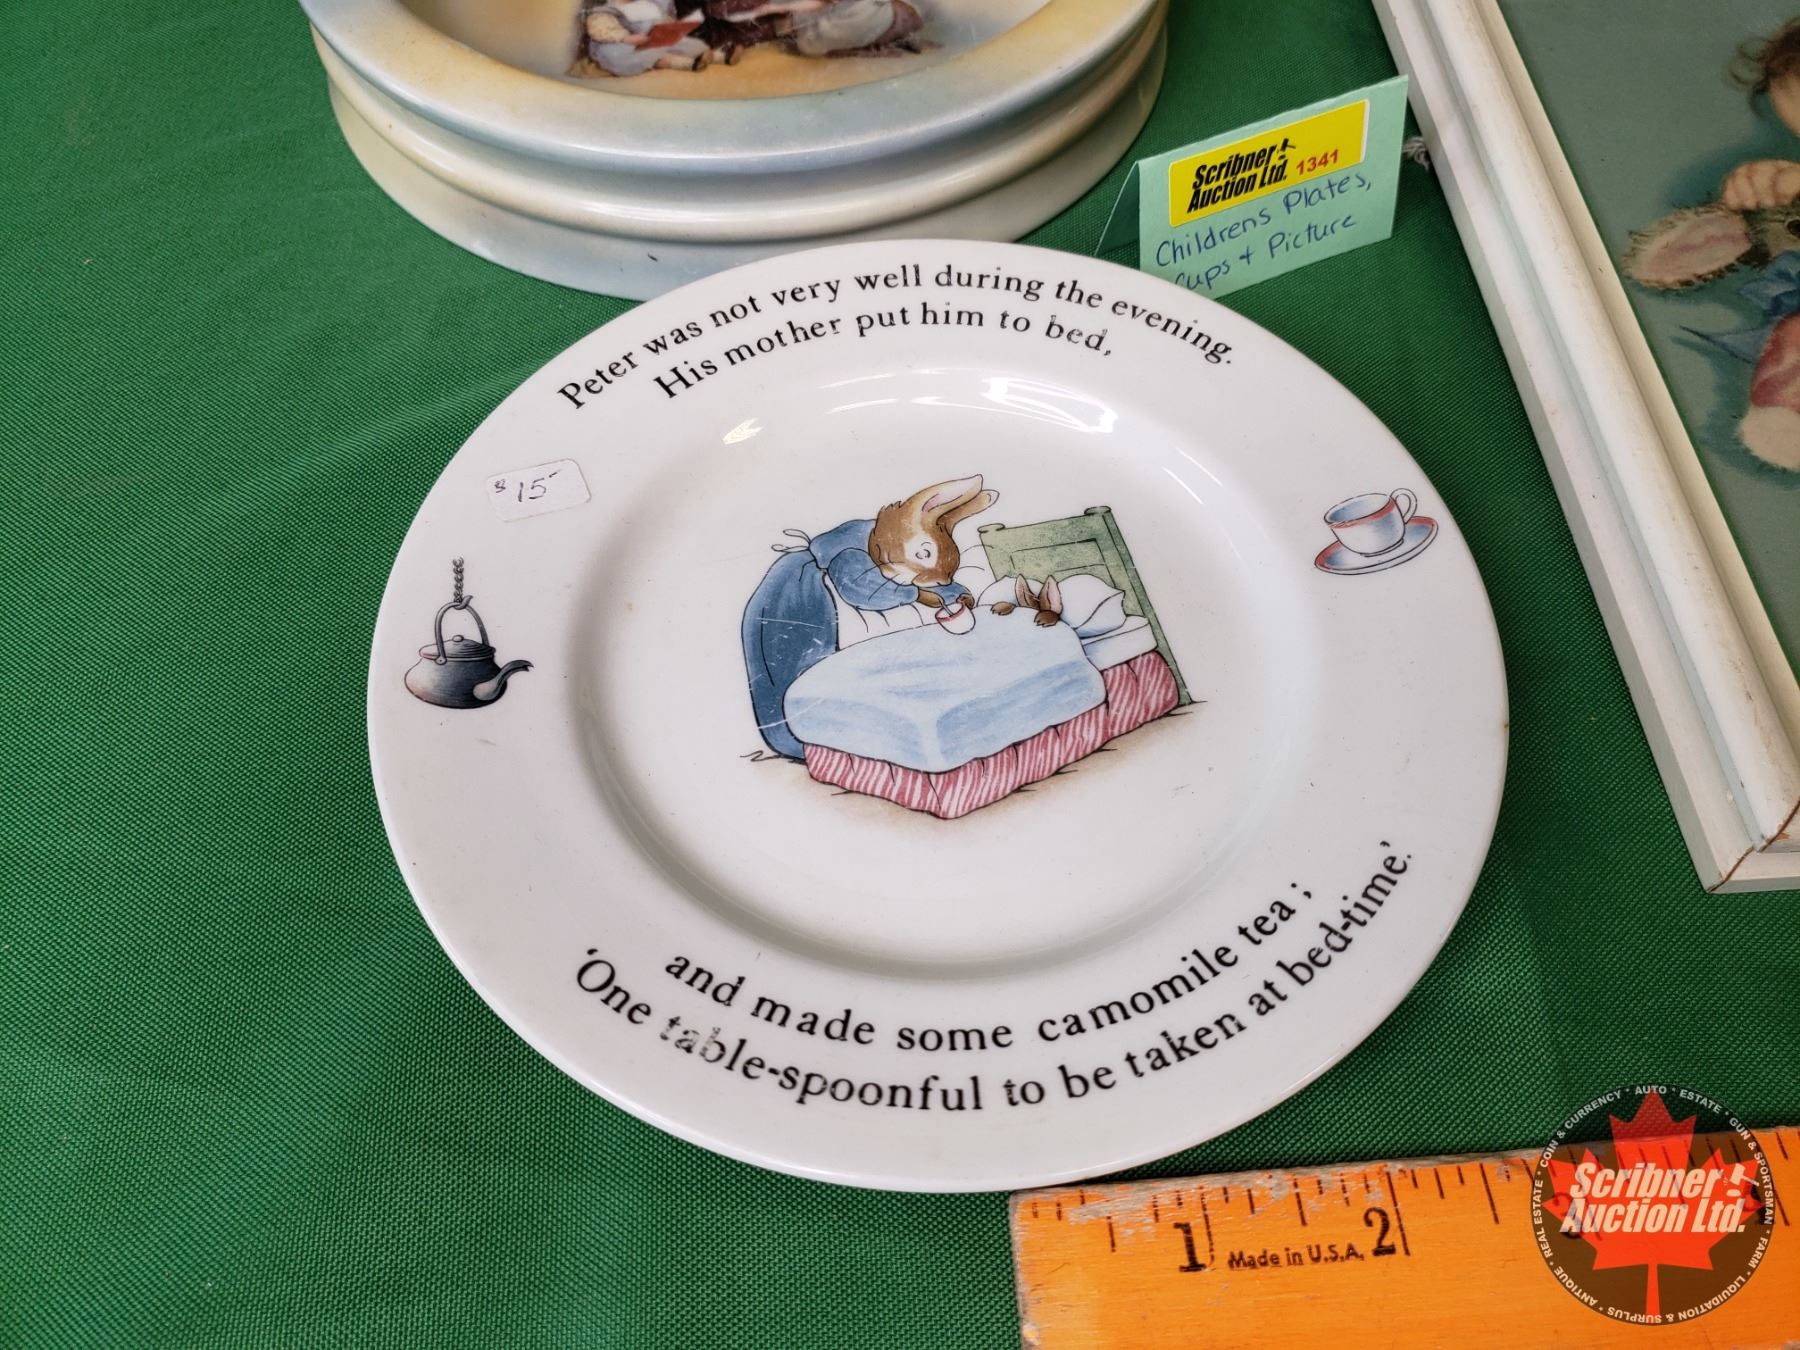 Scribner
Auction Ltd. 1341
Childrens Plates,
Cups + Picture
Peter was not very well during the evening.
His mother put him to bed,
$15-
and made some camomile tea ;
'One table-spoonful to be taken at bed-time.'
1 Made in U.S.A. 2
3
COIN & CURRENCY * AUTO * ESTATE * GUN & SPORTSMAN * FARM * LIQUIDATION & SURPLUS * ANTIQUE * REAL ESTATE *
Scribner
Auction Ltd.